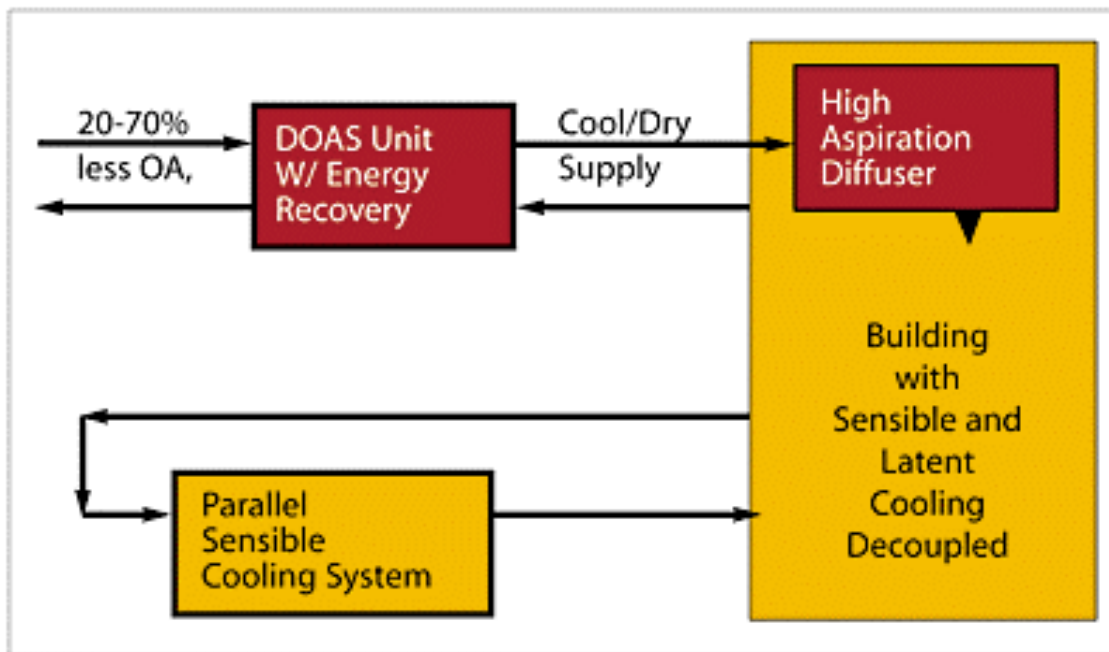 20-70%
less OA,
DOAS Unit
W/ Energy
Recovery
Cool/Dry
Supply
High
Aspiration
Diffuser
Building
with
Sensible and
Latent
Cooling
Decoupled
Parallel
Sensible
Cooling System